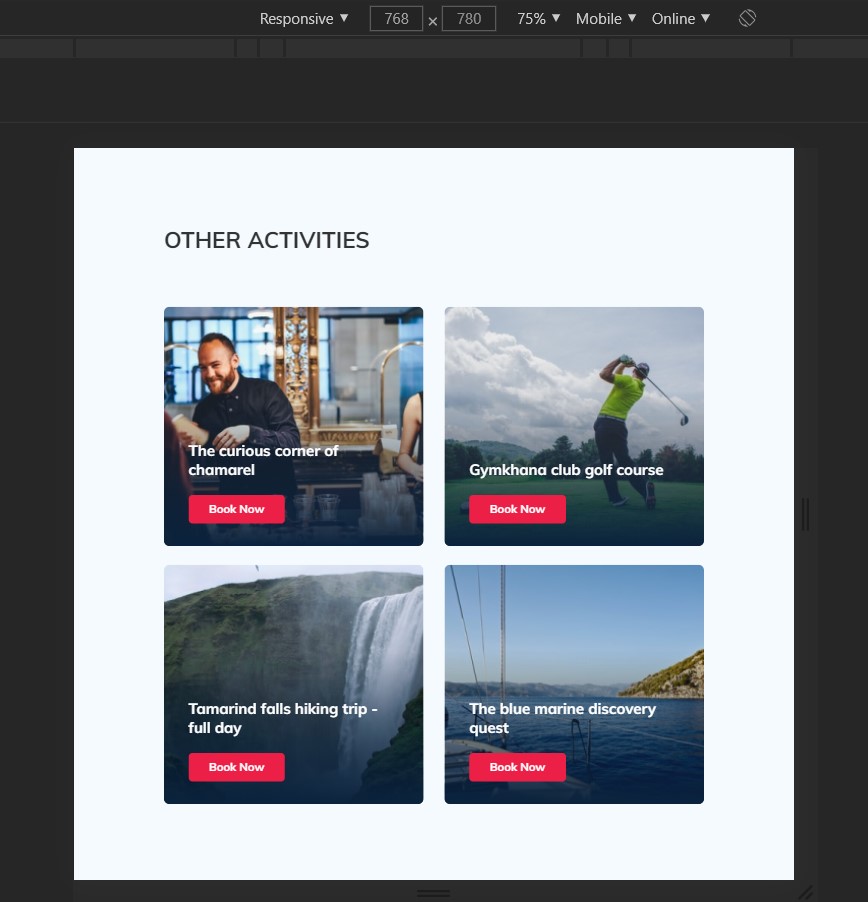 Responsive ▼ 768 × 780 75% ▼ Mobile ▼ Online ▼
OTHER ACTIVITIES
The curious corner of
chamarel
Book Now
Gymkhana club golf course
Book Now
Tamarind falls hiking trip -
full day
Book Now
The blue marine discovery
quest
Book Now